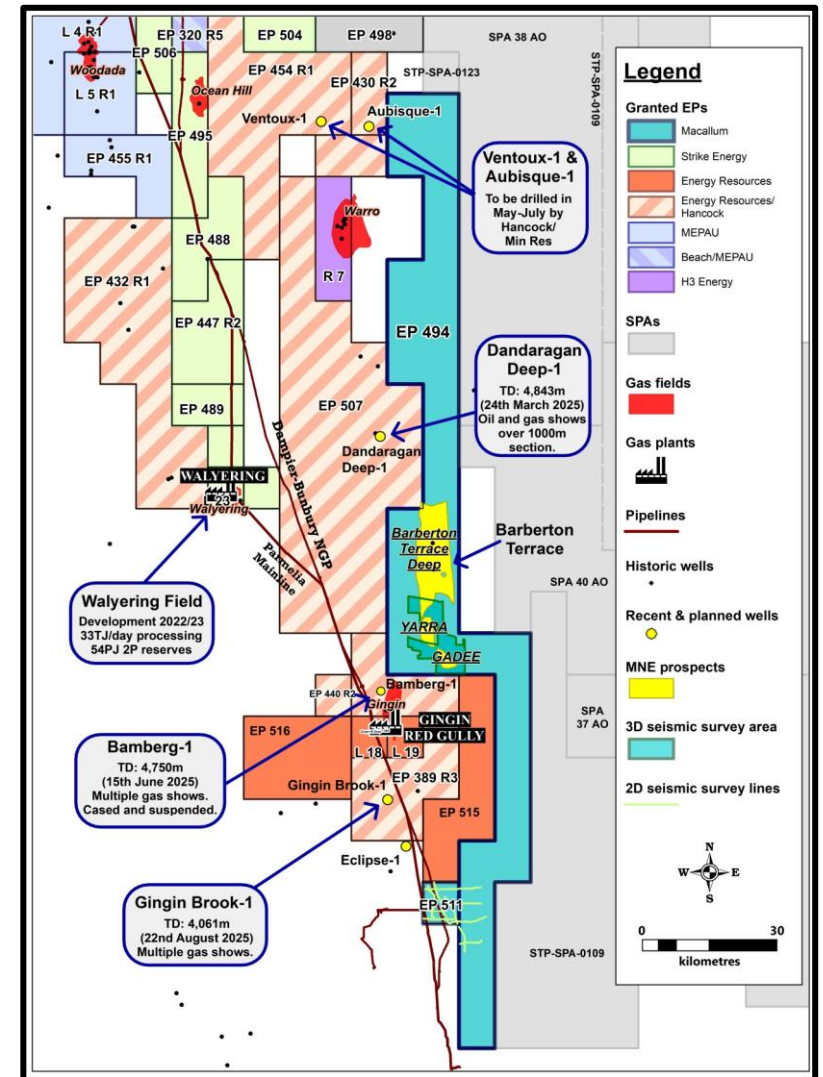 L 4 R1
EP 506
EP 320 R5
EP 504
EP 498
SPA 38 AO
Woodada
L 5 R1
Ocean Hill
EP 454 R1
EP 430 R2
STP-SPA-0123
STP-SPA-0109
Ventoux-1
Aubisque-1
EP 495
EP 455 R1
Ventoux-1 &
Aubisque-1
To be drilled in
May-July by
Hancock/
Min Res
Warro
EP 488
R 7
EP 432 R1
EP 447 R2
EP 494
EP 489
EP 507
Dandaragan
Deep-1
TD: 4,843m
(24th March 2025)
Oil and gas shows
over 1000m
section.
Dandaragan
Deep-1
Dampier-Bunbury NGP
WALYERING
23
Walyering
Parmelia
Mainline
Barberton
Terrace
Deep
Barberton
Terrace
SPA 40 AO
Walyering Field
Development 2022/23
33TJ/day processing
54PJ 2P reserves
YARRA
GADEE
EP 440 R2
Bamberg-1
Gingin
GINGIN
RED GULLY
SPA
37 AO
EP 516
L 18
L 19
Bamberg-1
TD: 4,750m
(15th June 2025)
Multiple gas shows.
Cased and suspended.
Gingin Brook-1
EP 389 R3
EP 515
Eclipse-1
Gingin Brook-1
TD: 4,061m
(22nd August 2025)
Multiple gas shows.
EP 511
STP-SPA-0109
Legend
Granted EPs
Macallum
Strike Energy
Energy Resources
Energy Resources/
Hancock
MEPAU
Beach/MEPAU
H3 Energy
SPAs
Gas fields
Gas plants
Pipelines
Historic wells
Recent & planned wells
MNE prospects
3D seismic survey area
2D seismic survey lines
N
W
E
S
0
30
kilometres